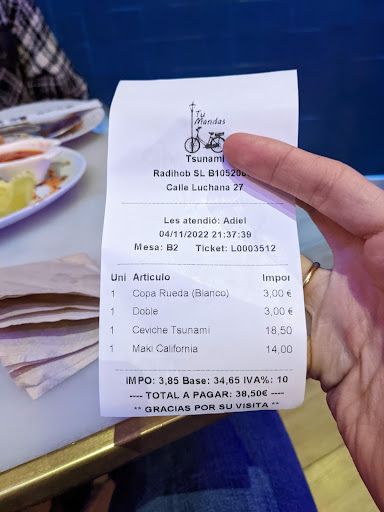 Tu
Mandas
Tsunami
Radihob SL
Calle Luchana 27
Les atendió: Adiel
04/11/2022 21:37:39
Mesa: B2 Ticket: L0003512
Uni Articulo Impor
1 Copa Rueda (Bianco) 3,00 €
1 Doble 3,00 €
1 Ceviche Tsunami 18,50
1 Maki California 14,00
IMPO: 3,85 Base: 34,65 IVA%: 10
---- TOTAL A PAGAR: 38,50€ ----
** GRACIAS POR SU VISITA **